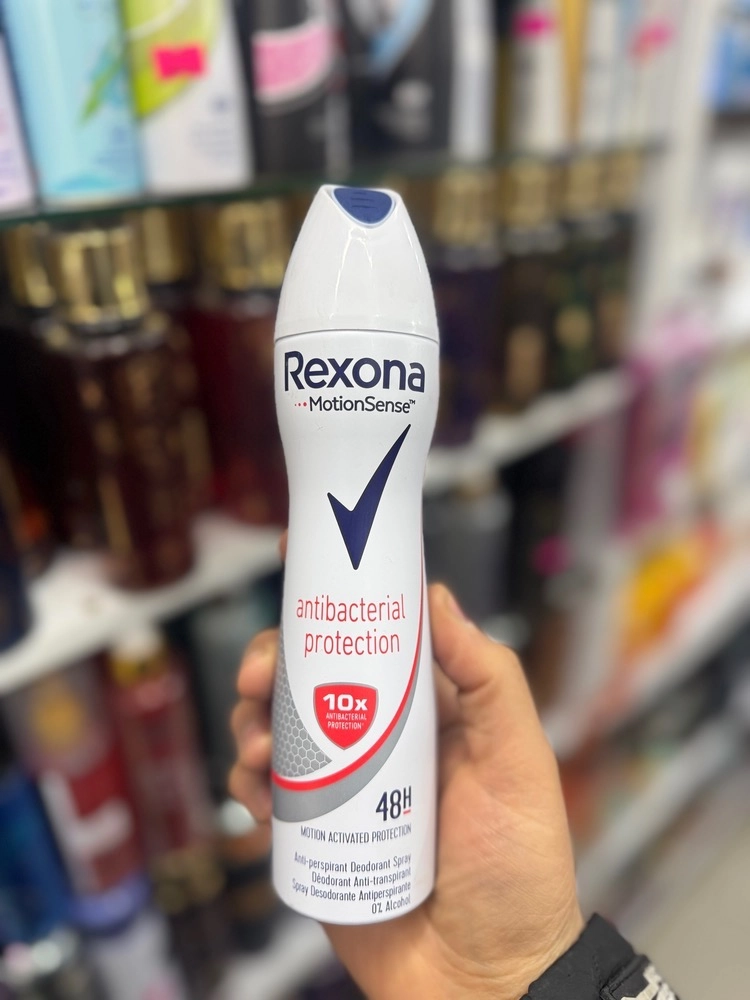 Rexona
MotionSense™
antibacterial
protection
10x
ANTIBACTERIAL
PROTECTION*
48H
MOTION ACTIVATED PROTECTION
Anti-perspirant Deodorant Spray
Déodorant Anti-transpirant
Spray Desodorante Antiperspirante
0% Alcohol